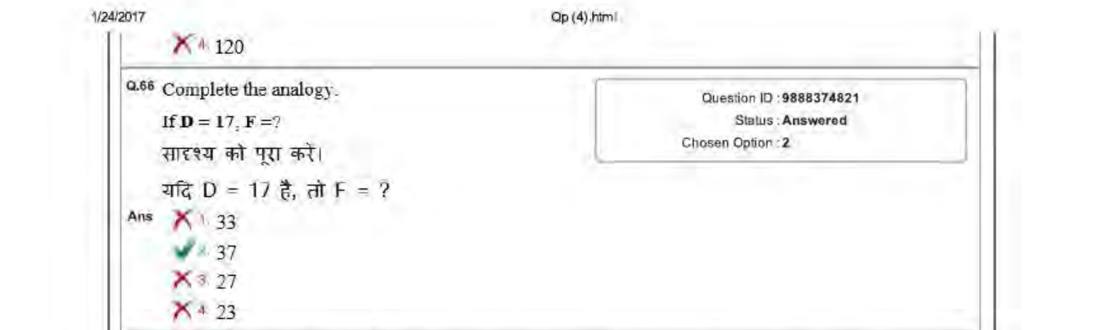 1/24/2017 Qp (4).html
4. 120
Q.66 Complete the analogy.
If D = 17, F =?
सादृश्य को पूरा करें।
यदि D = 17 है, तो F = ?
Question ID : 9888374821
Status : Answered
Chosen Option : 2
Ans 1. 33
2. 37
3. 27
4. 23